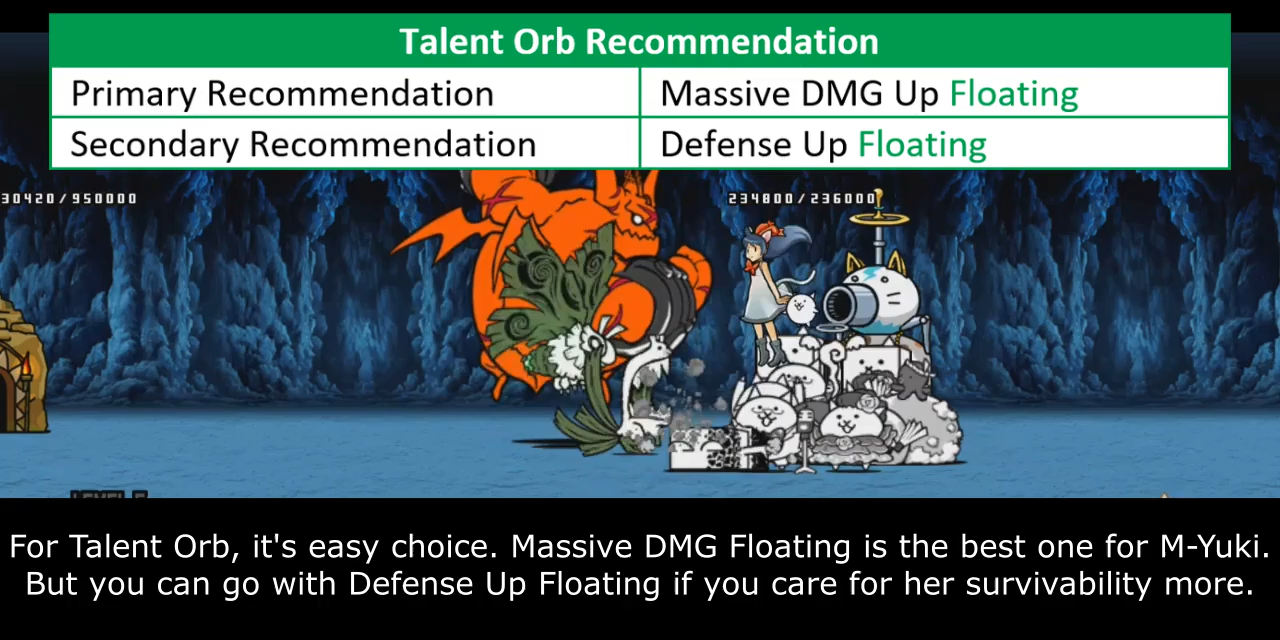 Talent Orb Recommendation
Primary Recommendation Massive DMG Up Floating
Secondary Recommendation Defense Up Floating
30420/950000 234800/236000
For Talent Orb, it's easy choice. Massive DMG Floating is the best one for M-Yuki.
But you can go with Defense Up Floating if you care for her survivability more.